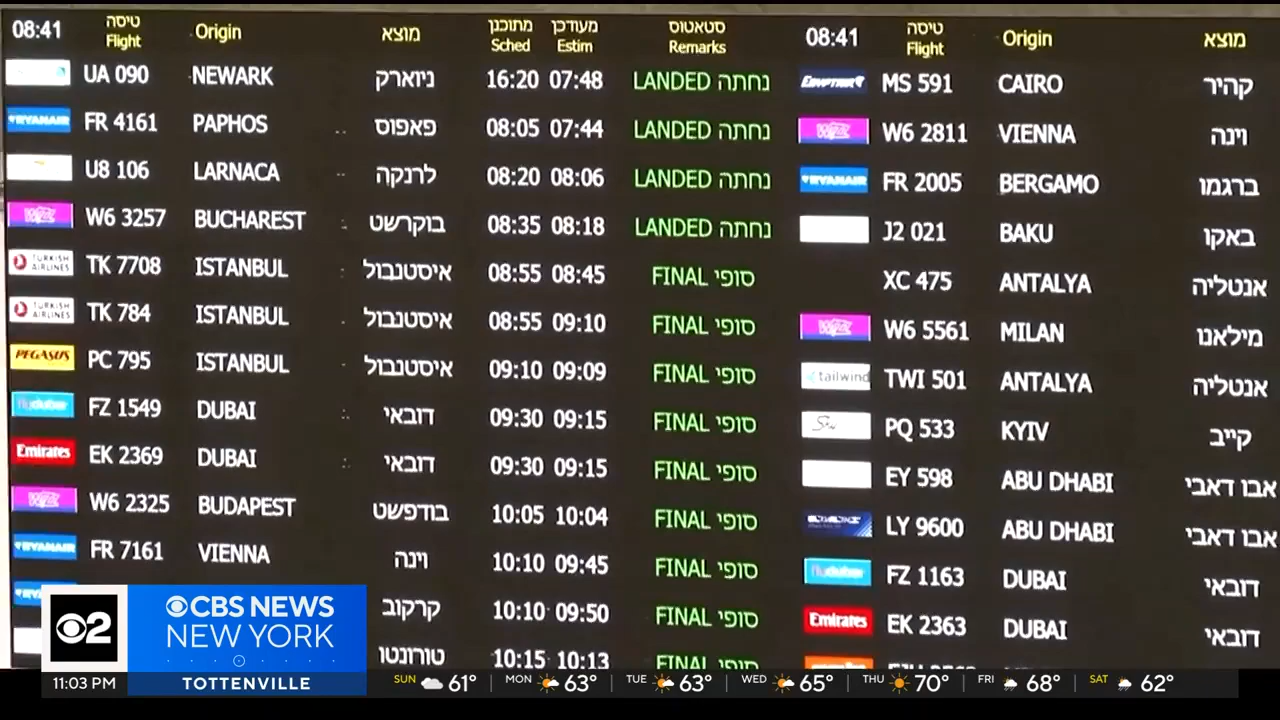 08:41 טיסה מוצא מתוכנן מעודכן סטאטוס 08:41 טיסה מוצא
Flight Origin Sched Estim Remarks Flight Origin
UA 090 NEWARK ניוארק 16:20 07:48 LANDED נחתה
RYANAIR FR 4161 PAPHOS פאפוס 08:05 07:44 LANDED נחתה
U8 106 LARNACA לרנקה 08:20 08:06 LANDED נחתה
W6 3257 BUCHAREST בוקרשט 08:35 08:18 LANDED נחתה
TURKISH AIRLINES TK 7708 ISTANBUL איסטנבול 08:55 08:45 FINAL סופי
TURKISH AIRLINES TK 784 ISTANBUL איסטנבול 08:55 09:10 FINAL סופי
PEGASUS PC 795 ISTANBUL איסטנבול 09:10 09:09 FINAL סופי
flydubai FZ 1549 DUBAI דובאי 09:30 09:15 FINAL סופי
Emirates EK 2369 DUBAI דובאי 09:30 09:15 FINAL סופי
W6 2325 BUDAPEST בודפשט 10:05 10:04 FINAL סופי
RYANAIR FR 7161 VIENNA וינה 10:10 09:45 FINAL סופי
קרקוב 10:10 09:50 FINAL סופי
טורונטו 10:15 10:13 FINAL סופי
EGYPTAIR MS 591 CAIRO קהיר
W6 2811 VIENNA וינה
RYANAIR FR 2005 BERGAMO ברגמו
J2 021 BAKU באקו
XC 475 ANTALYA אנטליה
W6 5561 MILAN מילאנו
tailwind TWI 501 ANTALYA אנטליה
PQ 533 KYIV קייב
EY 598 ABU DHABI אבו דאבי
LY 9600 ABU DHABI אבו דאבי
flydubai FZ 1163 DUBAI דובאי
Emirates EK 2363 DUBAI דובאי
2 CBS NEWS
NEW YORK
11:03 PM TOTTENVILLE SUN 61° MON 63° TUE 63° WED 65° THU 70° FRI 68° SAT 62°